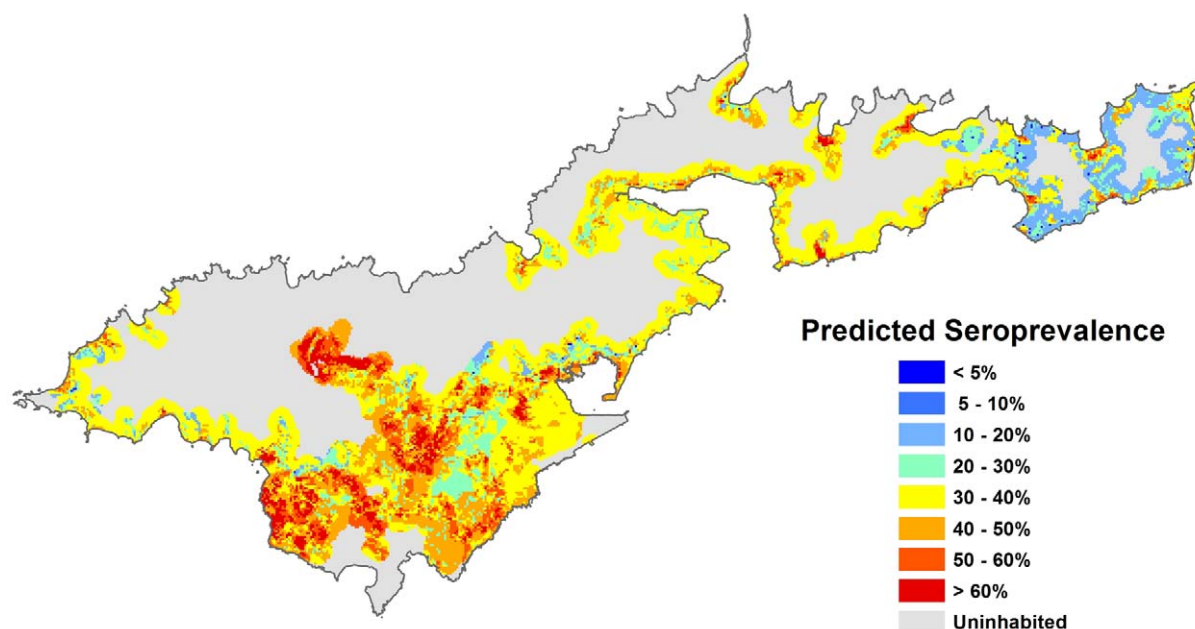 Predicted Seroprevalence
< 5%
5 - 10%
10 - 20%
20 - 30%
30 - 40%
40 - 50%
50 - 60%
> 60%
Uninhabited